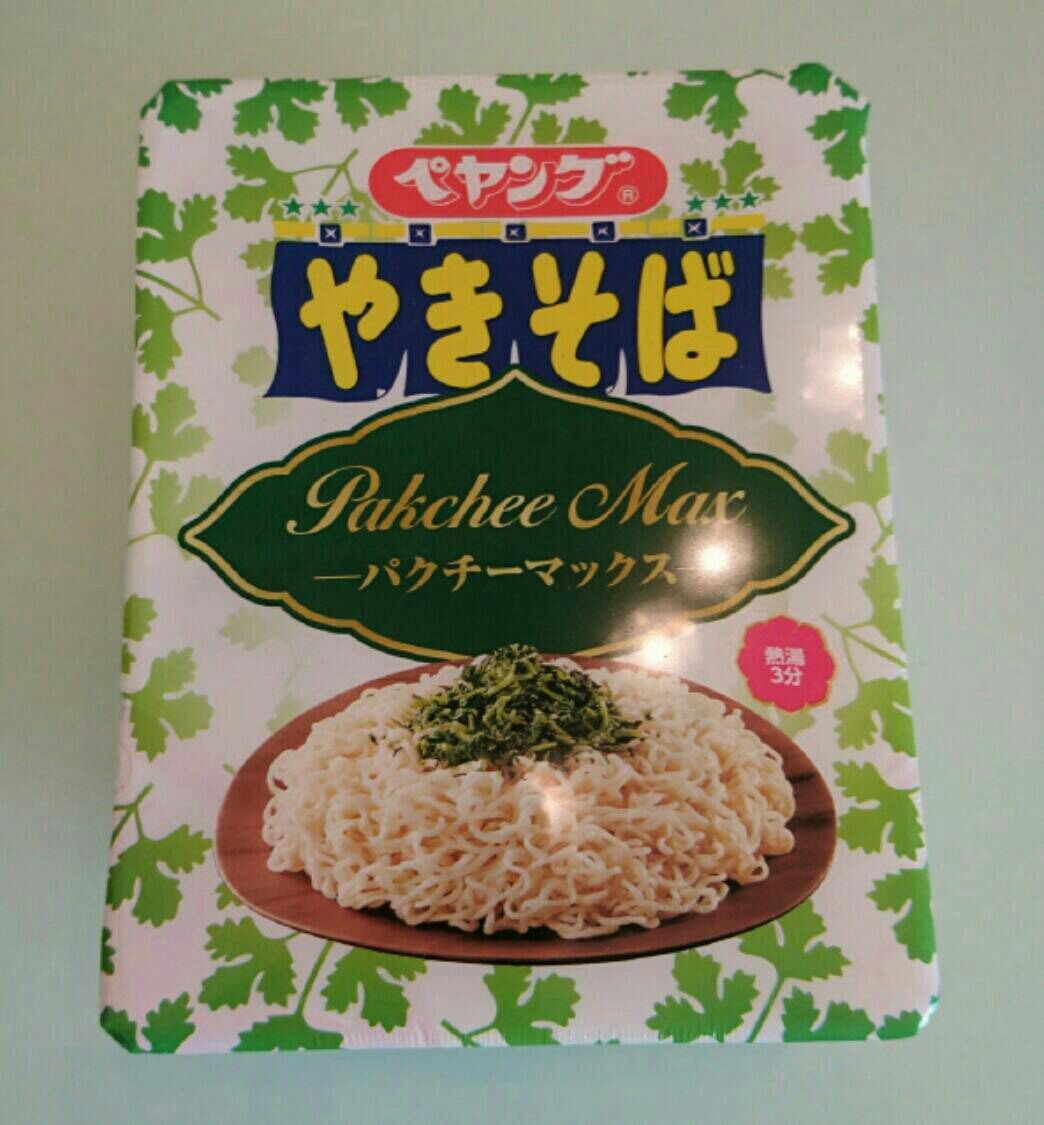 ペヤング®
やきそば
Pakchee Max
―パクチーマックス―
熱湯
3分